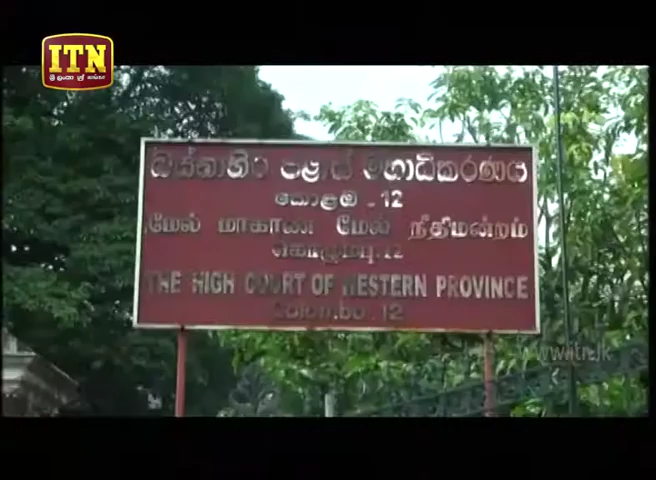 ITN
බස්නාහිර පළාත් මහාධිකරණය
කොළඹ . 12
மேல் மாகாண மேல் நீதிமன்றம்
கொழும்பு . 12
THE HIGH COURT OF WESTERN PROVINCE
Colombo . 12
www.itn.lk